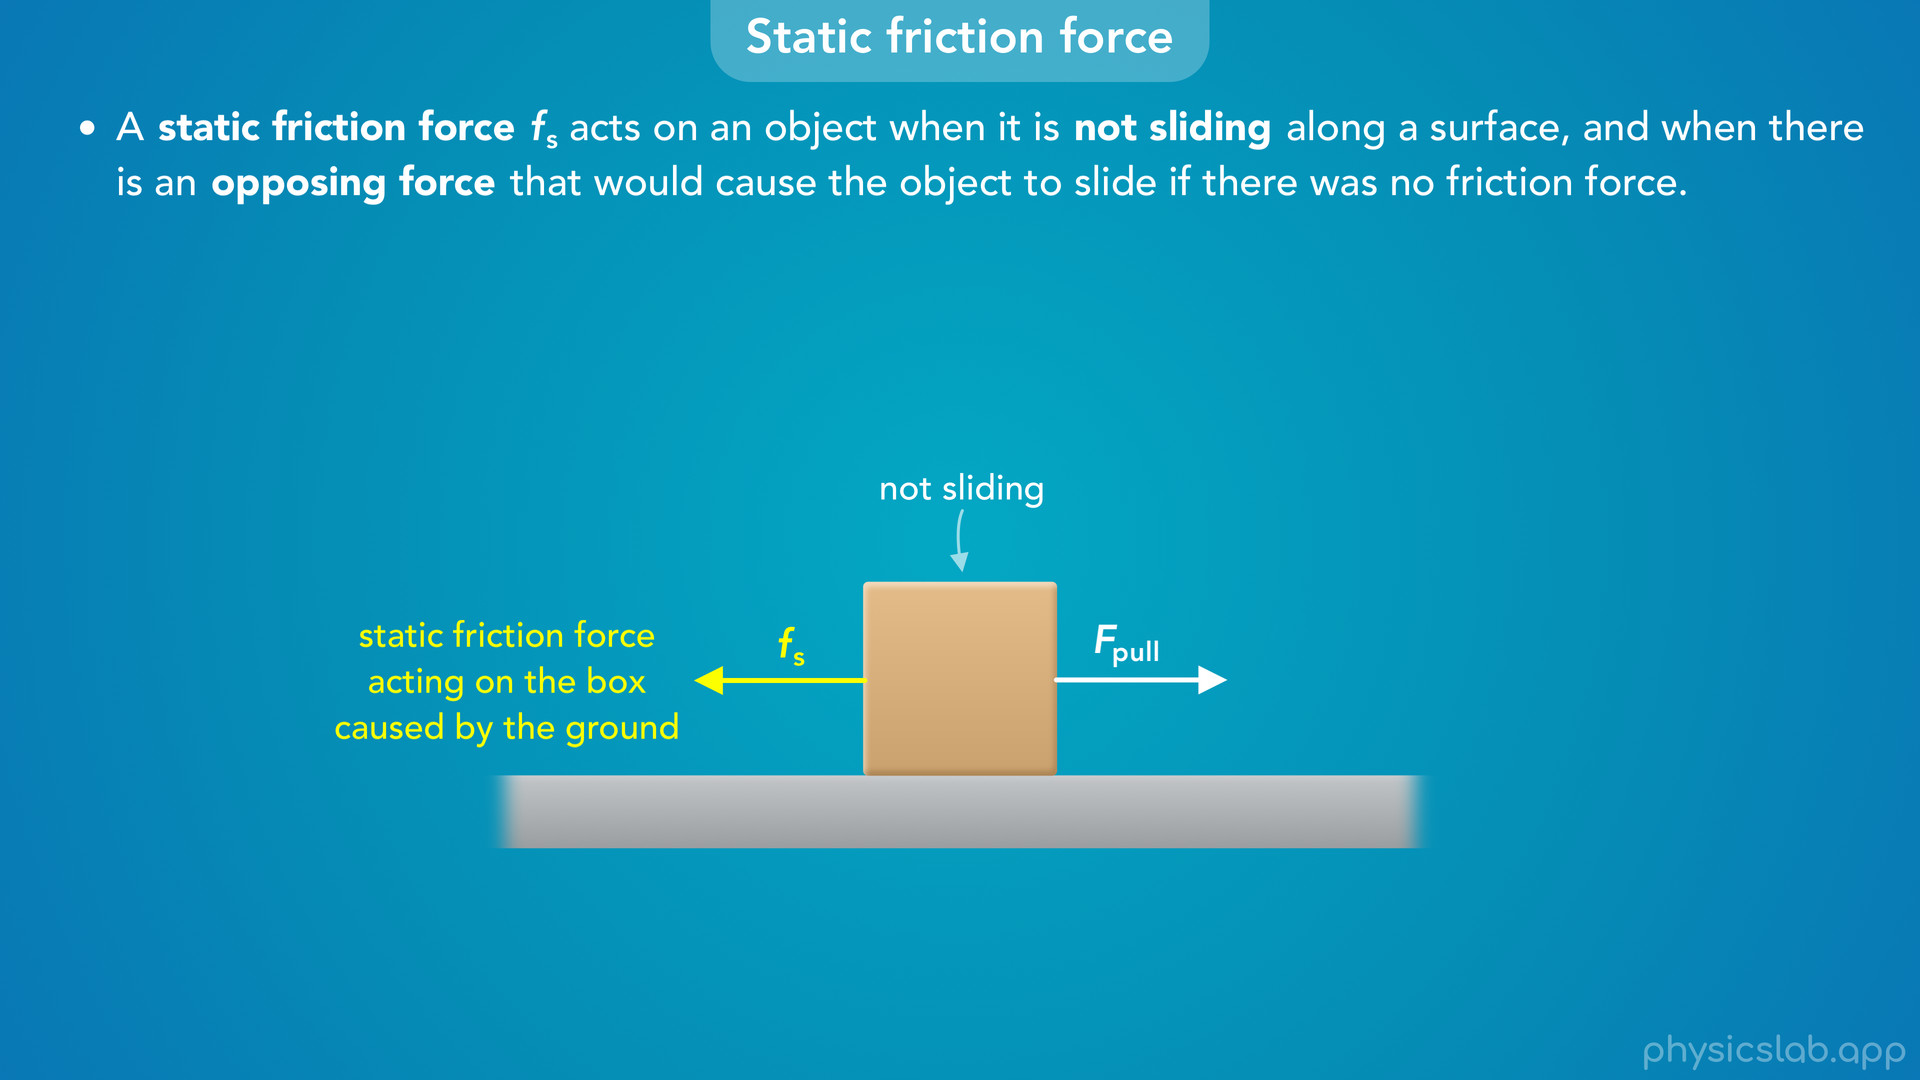 Static friction force
• A static friction force fs acts on an object when it is not sliding along a surface, and when there
is an opposing force that would cause the object to slide if there was no friction force.
not sliding
static friction force
acting on the box
caused by the ground
fs
Fpull
physicslab.app